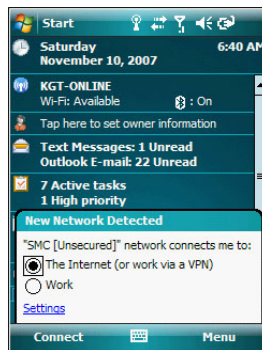 Start
Saturday 6:40 AM
November 10, 2007
KGT-ONLINE
Wi-Fi: Available : On
Tap here to set owner information
Text Messages: 1 Unread
Outlook E-mail: 22 Unread
7 Active tasks
1 High priority
New Network Detected
"SMC [Unsecured]" network connects me to:
The Internet (or work via a VPN)
Work
Settings
Connect Menu